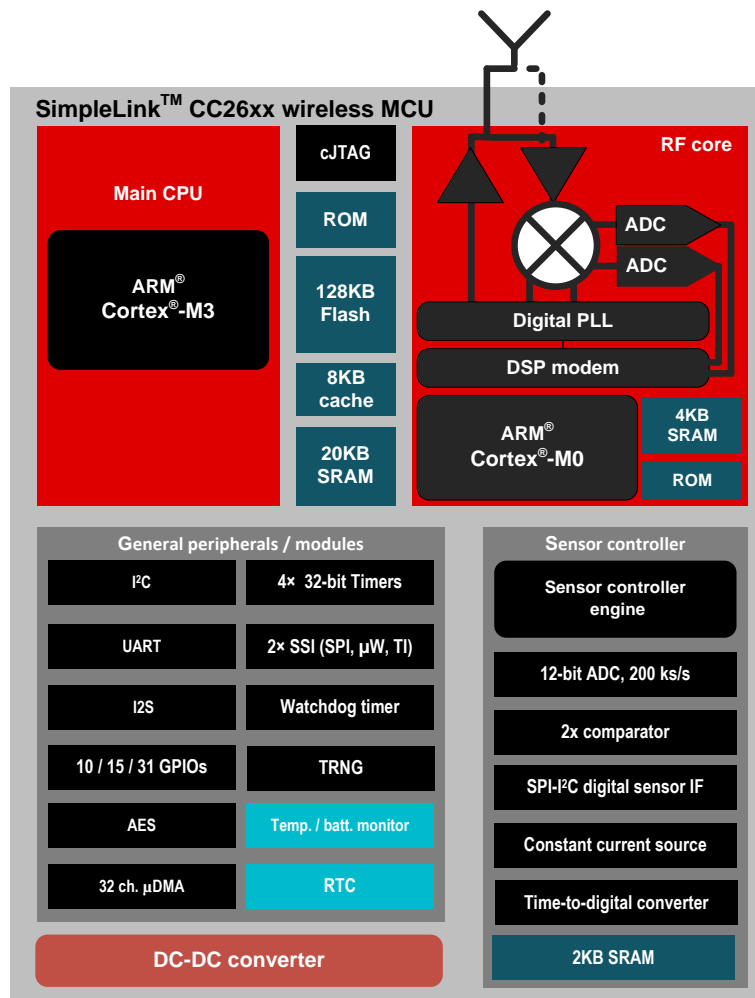 SimpleLink™ CC26xx wireless MCU
Main CPU
ARM®
Cortex®-M3
cJTAG
ROM
128KB
Flash
8KB
cache
20KB
SRAM
RF core
ADC
ADC
Digital PLL
DSP modem
ARM®
Cortex®-M0
4KB
SRAM
ROM
General peripherals / modules
I²C
4× 32-bit Timers
UART
2× SSI (SPI, µW, TI)
I2S
Watchdog timer
10 / 15 / 31 GPIOs
TRNG
AES
Temp. / batt. monitor
32 ch. µDMA
RTC
Sensor controller
Sensor controller
engine
12-bit ADC, 200 ks/s
2x comparator
SPI-I²C digital sensor IF
Constant current source
Time-to-digital converter
2KB SRAM
DC-DC converter